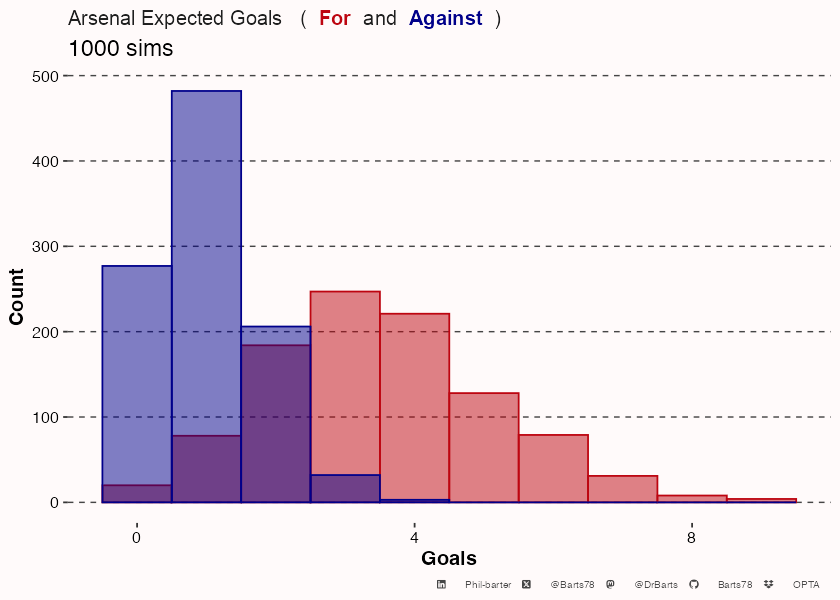 Arsenal Expected Goals ( For and Against )
1000 sims
500
400
300
200
100
0
Count
0 4 8
Goals
Phil-barter @Barts78 @DrBarts Barts78 OPTA